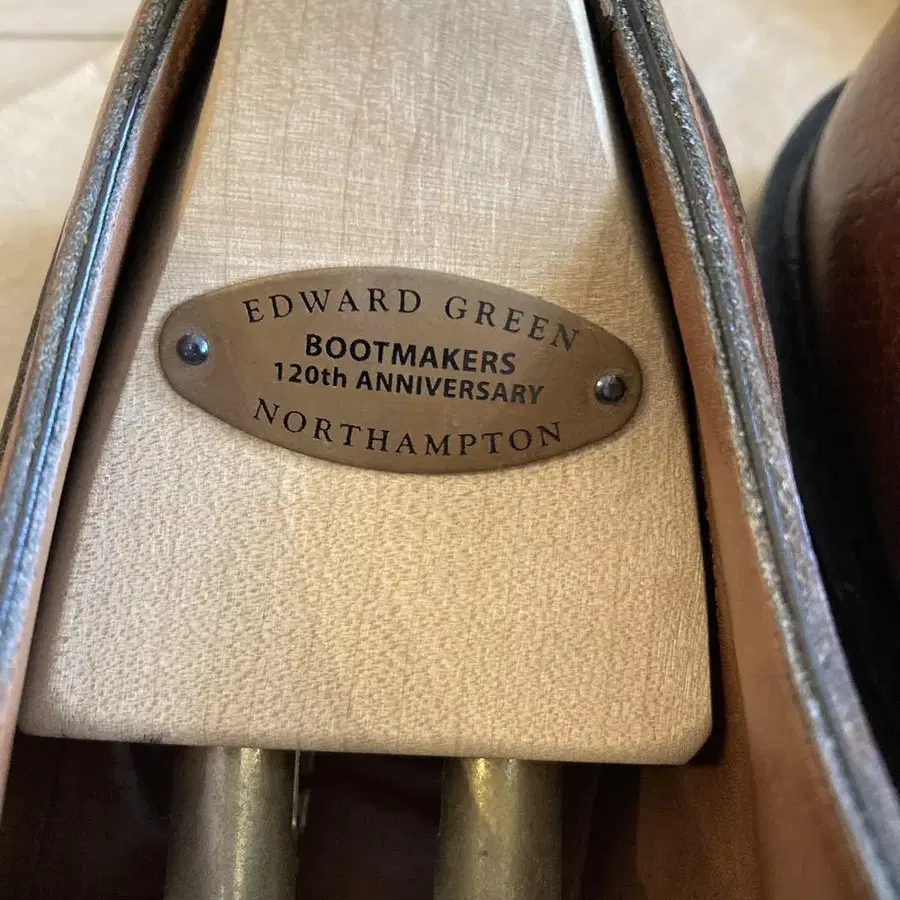 EDWARD GREEN
BOOTMAKERS
120th ANNIVERSARY
NORTHAMPTON